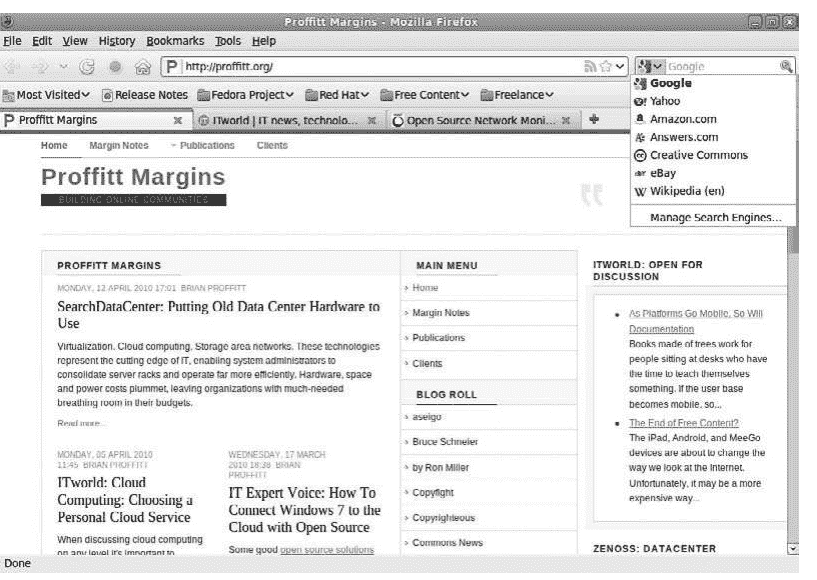 Proffitt Margins - Mozilla Firefox
File Edit View History Bookmarks Tools Help
P http://proffitt.org/ Google
Most Visited Release Notes Fedora Project Red Hat Free Content Freelance
P Proffitt Margins ITworld | IT news, technolo... Open Source Network Moni...
Google
Yahoo
Amazon.com
Answers.com
Creative Commons
eBay
W Wikipedia (en)
Manage Search Engines...
Home Margin Notes Publications Clients
Proffitt Margins
BUILDING ONLINE COMMUNITIES
PROFFITT MARGINS
MONDAY, 12 APRIL 2010 17:01 BRIAN PROFFITT
SearchDataCenter: Putting Old Data Center Hardware to
Use
Virtualization. Cloud computing. Storage area networks. These technologies
represent the cutting edge of IT, enabling system administrators to
consolidate server racks and operate far more efficiently. Hardware, space
and power costs plummet, leaving organizations with much-needed
breathing room in their budgets.
Read more...
MONDAY, 05 APRIL 2010
11:45 BRIAN PROFFITT
ITworld: Cloud
Computing: Choosing a
Personal Cloud Service
When discussing cloud computing
on any level it's important to
WEDNESDAY, 17 MARCH
2010 18:38 BRIAN
PROFFITT
IT Expert Voice: How To
Connect Windows 7 to the
Cloud with Open Source
Some good open source solutions
MAIN MENU
Home
Margin Notes
Publications
Clients
BLOG ROLL
aseigo
Bruce Schneier
by Ron Miller
Copyfight
Copyrighteous
Commons News
ITWORLD: OPEN FOR
DISCUSSION
As Platforms Go Mobile, So Will
Documentation
Books made of trees work for
people sitting at desks who have
the time to teach themselves
something. If the user base
becomes mobile, so...
The End of Free Content?
The iPad, Android, and MeeGo
devices are about to change the
way we look at the Internet.
Unfortunately, it may be a more
expensive way...
ZENOSS: DATACENTER
Done